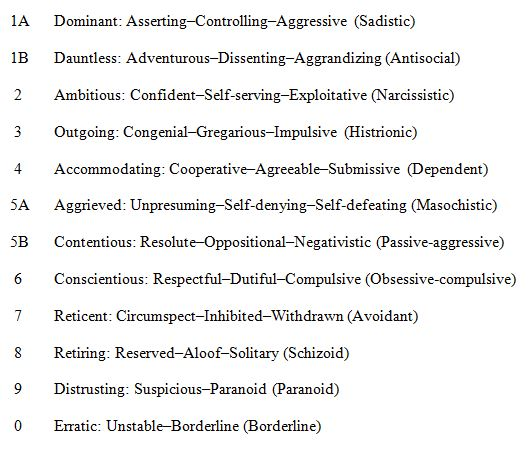 1A Dominant: Asserting–Controlling–Aggressive (Sadistic)
1B Dauntless: Adventurous–Dissenting–Aggrandizing (Antisocial)
2 Ambitious: Confident–Self-serving–Exploitative (Narcissistic)
3 Outgoing: Congenial–Gregarious–Impulsive (Histrionic)
4 Accommodating: Cooperative–Agreeable–Submissive (Dependent)
5A Aggrieved: Unpresuming–Self-denying–Self-defeating (Masochistic)
5B Contentious: Resolute–Oppositional–Negativistic (Passive-aggressive)
6 Conscientious: Respectful–Dutiful–Compulsive (Obsessive-compulsive)
7 Reticent: Circumspect–Inhibited–Withdrawn (Avoidant)
8 Retiring: Reserved–Aloof–Solitary (Schizoid)
9 Distrusting: Suspicious–Paranoid (Paranoid)
0 Erratic: Unstable–Borderline (Borderline)